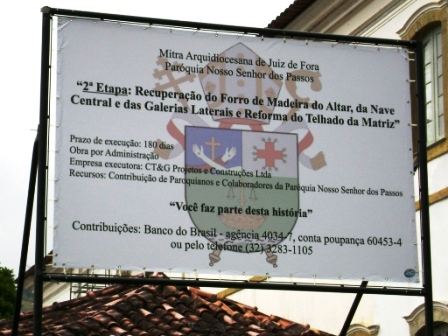 Mitra Arquidiocesana de Juiz de Fora
Paróquia Nosso Senhor dos Passos
“2ª Etapa: Recuperação do Forro de Madeira do Altar, da Nave
Central e das Galerias Laterais e Reforma do Telhado da Matriz”
Prazo de execução: 180 dias
Obra por Administração
Empresa executora: CT&G Projetos e Construções Ltda
Recursos: Contribuição de Paroquianos e Colaboradores da Paróquia Nosso Senhor dos Passos
“Você faz parte desta história”
Contribuições: Banco do Brasil - agência 4034-7, conta poupança 60453-4
ou pelo telefone (32) 3283-1105